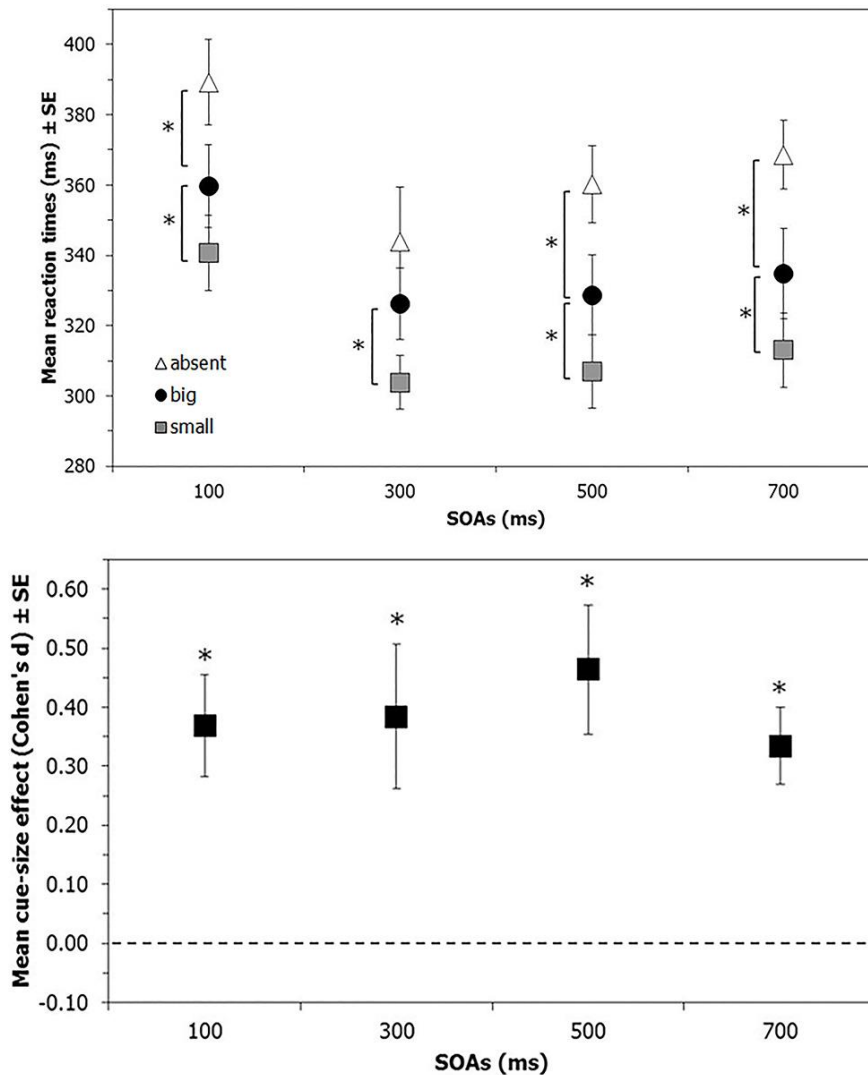 Mean reaction times (ms) ± SE
400
*
380
*
360
*
*
340
*
*
*
320
△ absent
● big
300
■ small
280
100 300 500 700
SOAs (ms)
Mean cue-size effect (Cohen's d) ± SE
0.60
*
*
0.50
*
*
0.40
0.30
0.20
0.10
0.00
-0.10
100 300 500 700
SOAs (ms)